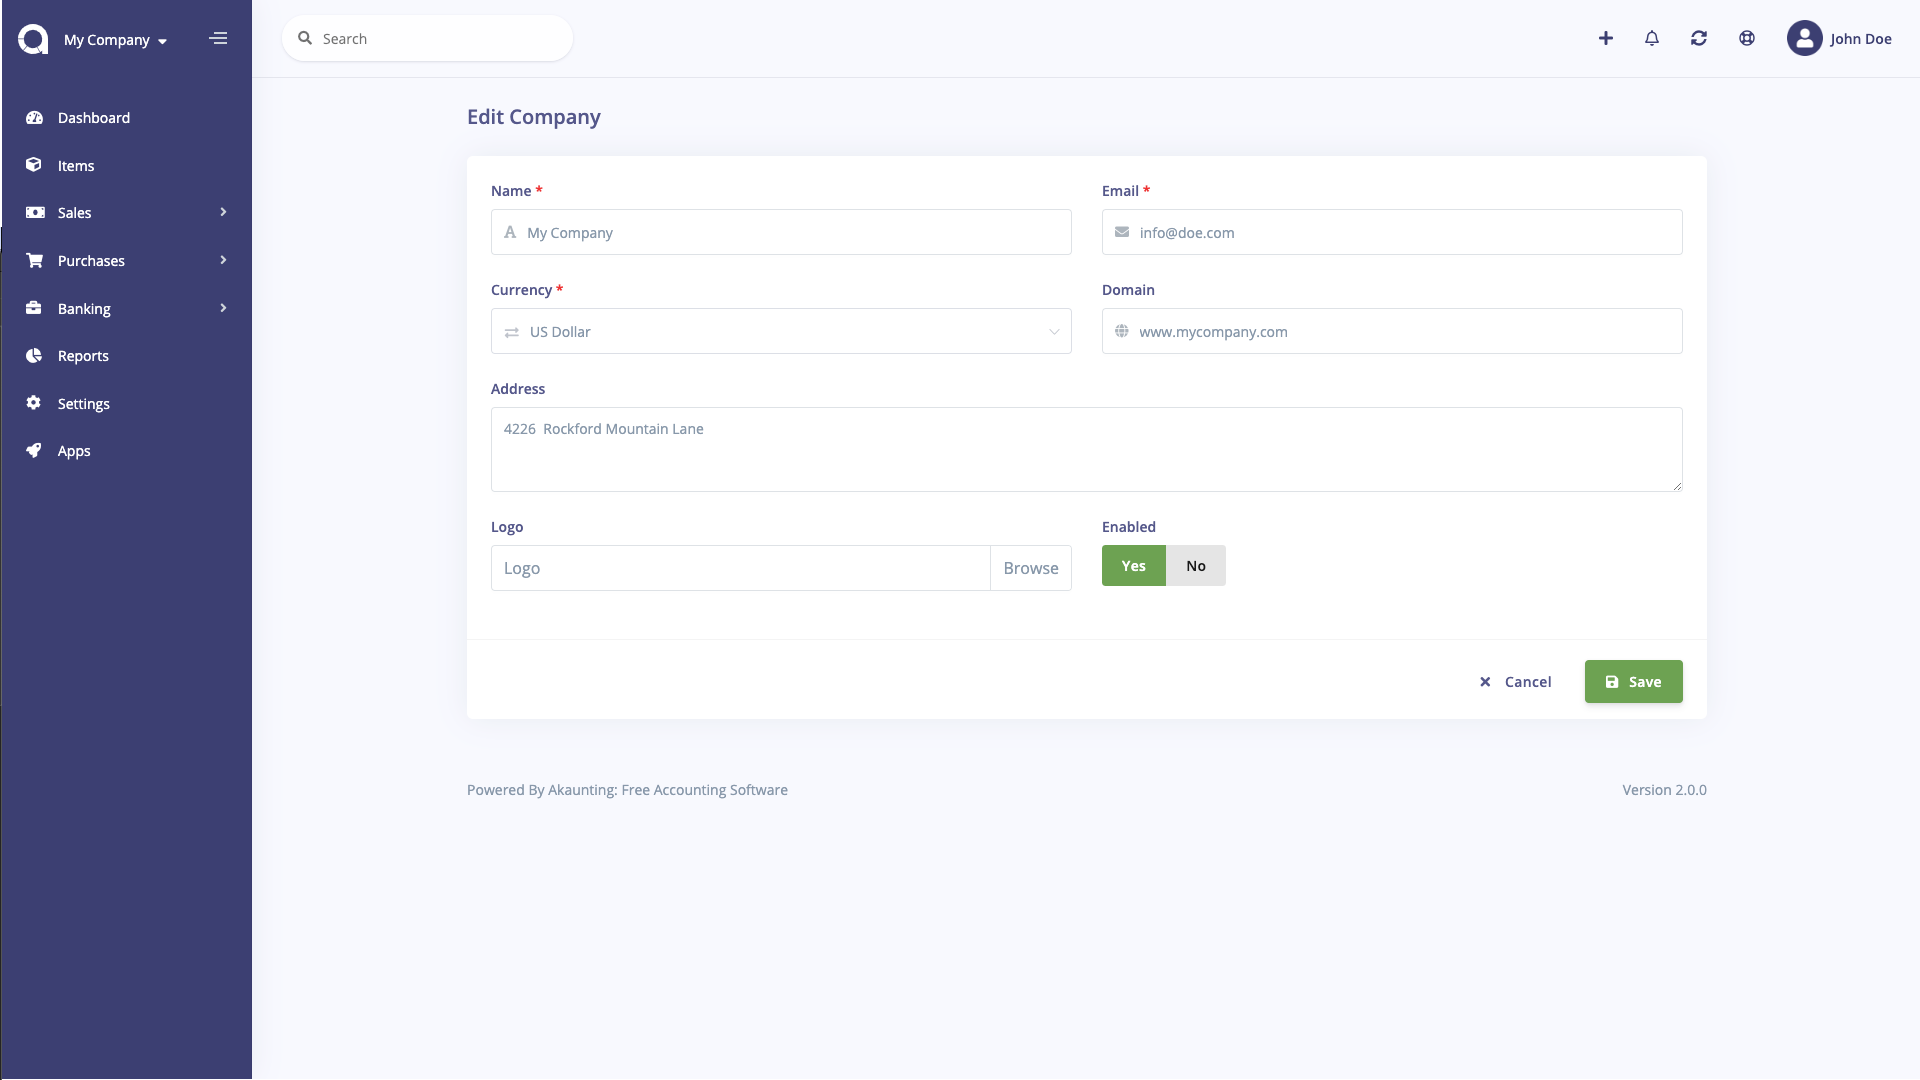 My Company
Search
John Doe
Dashboard
Items
Sales
Purchases
Banking
Reports
Settings
Apps
Edit Company
Name *
Email *
My Company
info@doe.com
Currency *
Domain
US Dollar
www.mycompany.com
Address
4226  Rockford Mountain Lane
Logo
Enabled
Logo
Browse
Yes
No
Cancel
Save
Powered By Akaunting: Free Accounting Software
Version 2.0.0